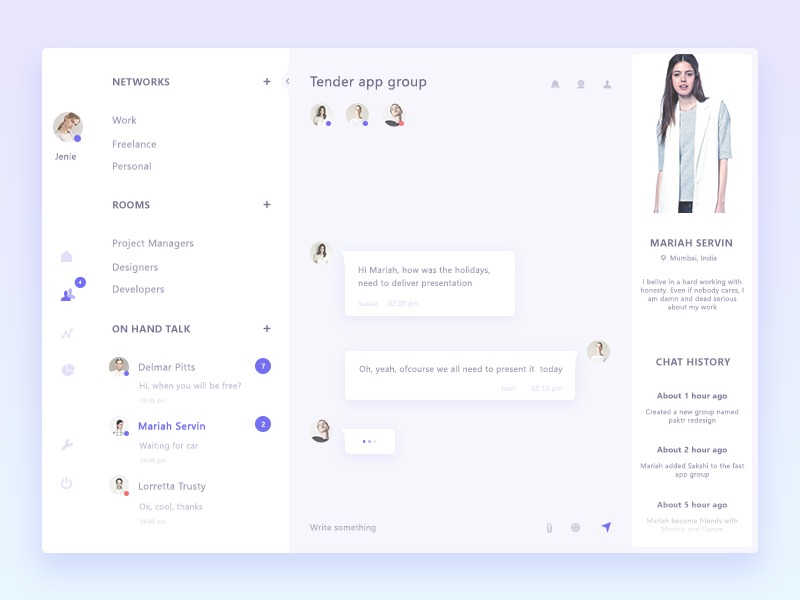 NETWORKS +
Jenie
Work
Freelance
Personal
ROOMS +
Project Managers
Designers
Developers
4
ON HAND TALK +
Delmar Pitts 7
Hi, when you will be free?
06:45 pm
Mariah Servin 2
Waiting for car
06:40 pm
Lorretta Trusty
Ok, cool, thanks
06:40 pm
Tender app group
Hi Mariah, how was the holidays,
need to deliver presentation
Susan 02:00 pm
Oh, yeah, ofcourse we all need to present it today
Joeli 02:10 pm
Write something
MARIAH SERVIN
Mumbai, India
I belive in a hard working with
honesty. Even if nobody cares, I
am damn and dead serious
about my work
CHAT HISTORY
About 1 hour ago
Created a new group named
paktr redesign
About 2 hour ago
Mariah added Sakshi to the fast
app group
About 5 hour ago
Mariah become friends with
Monica and